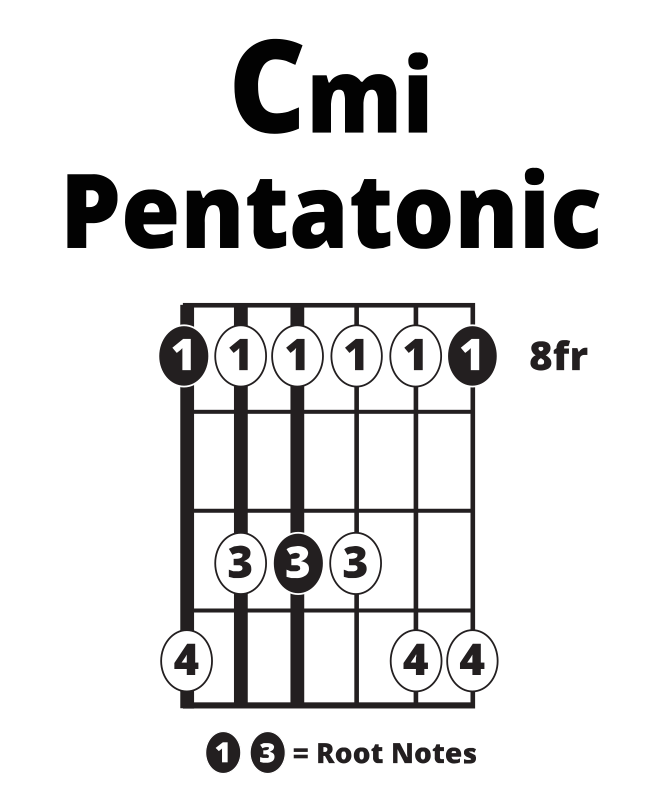 Cmi
Pentatonic
1 1 1 1 1 1 8fr
3 3 3
4 4 4
1 3 = Root Notes